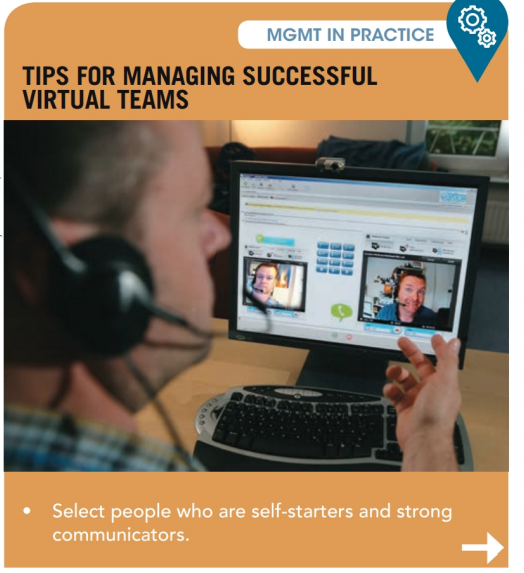 MGMT IN PRACTICE
TIPS FOR MANAGING SUCCESSFUL
VIRTUAL TEAMS
• Select people who are self-starters and strong
communicators.